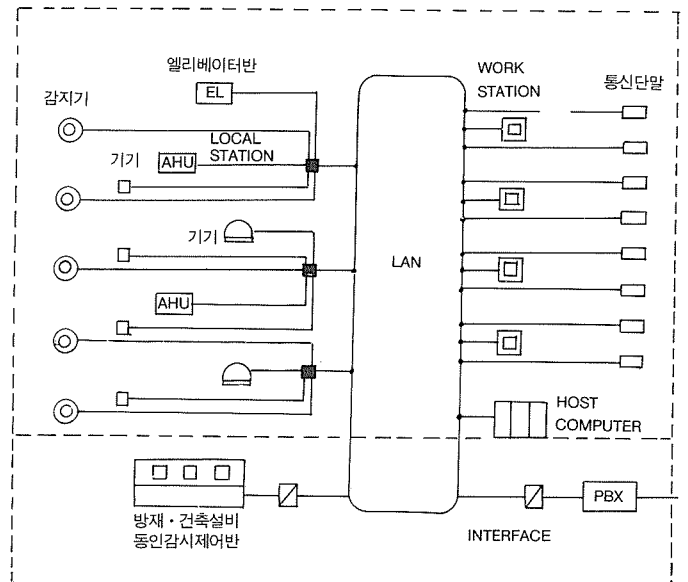 엘리베이터반
EL
감지기
LOCAL
STATION
기기
AHU
기기
AHU
WORK
STATION
통신단말
LAN
HOST
COMPUTER
방재·건축설비
동인감시제어반
PBX
INTERFACE